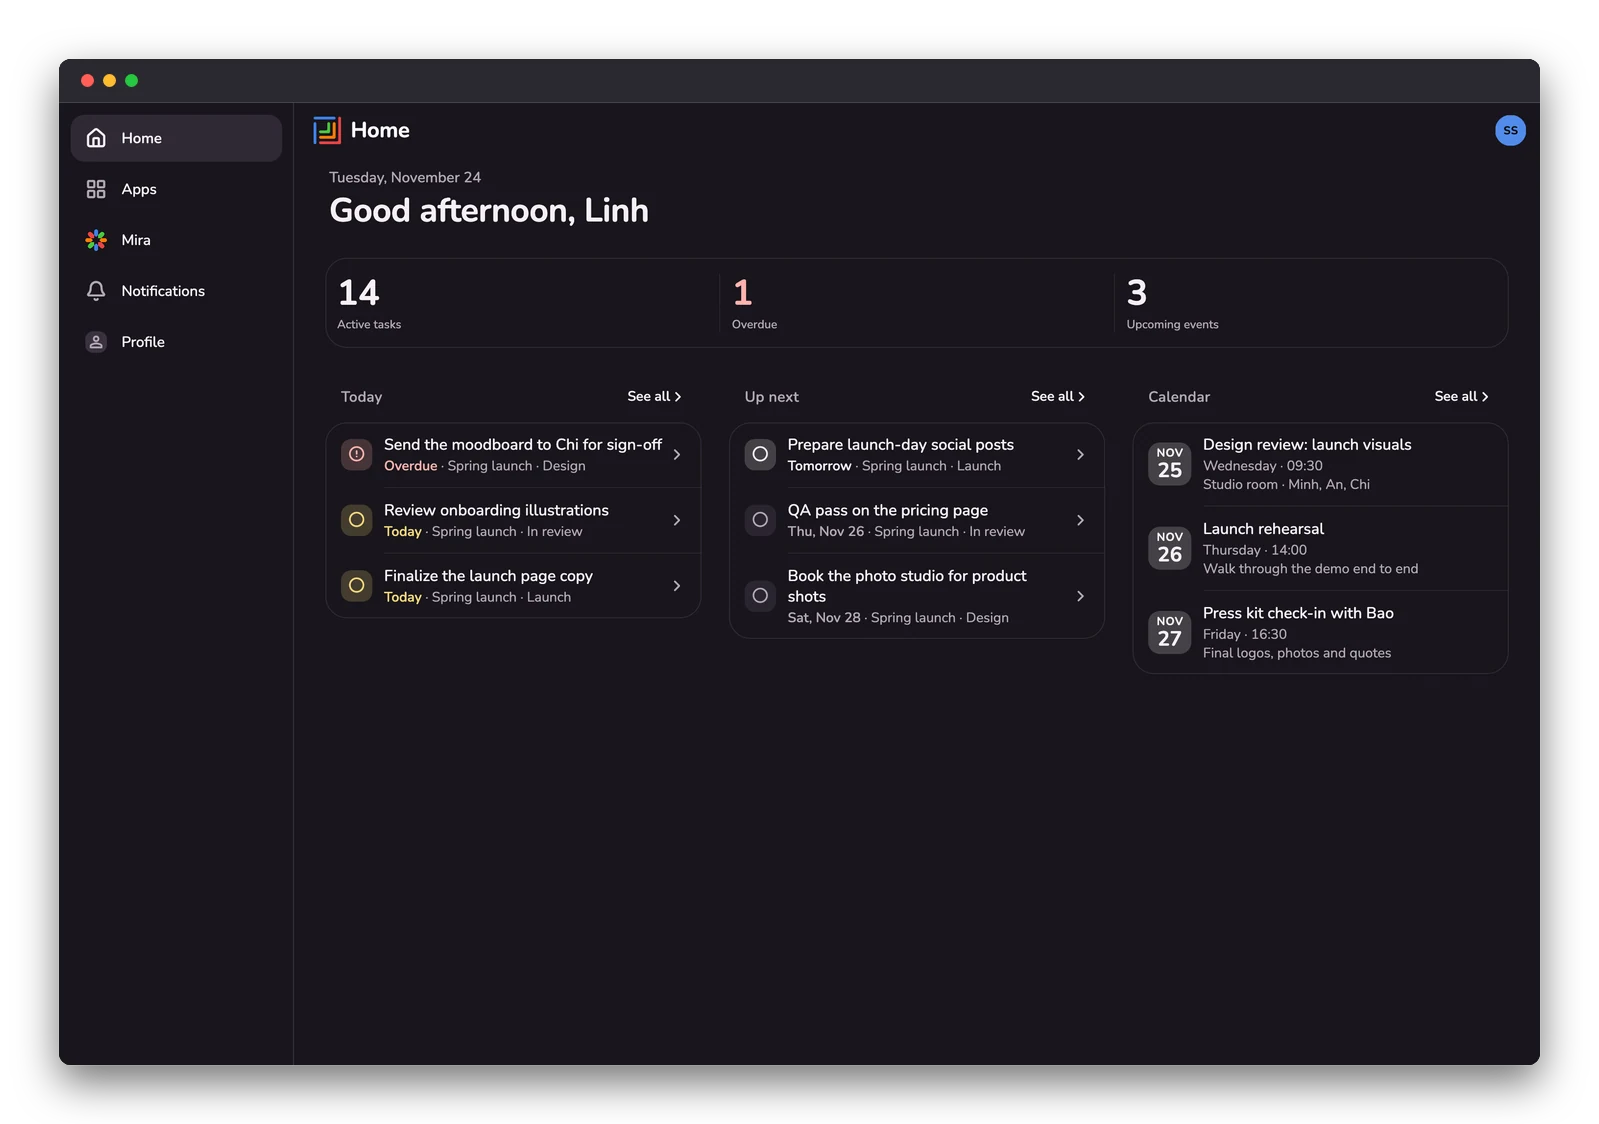 Home
Apps
Mira
Notifications
Profile
Home
SS
Tuesday, November 24
Good afternoon, Linh
14
Active tasks
1
Overdue
3
Upcoming events
Today
See all
Send the moodboard to Chi for sign-off
Overdue · Spring launch · Design
Review onboarding illustrations
Today · Spring launch · In review
Finalize the launch page copy
Today · Spring launch · Launch
Up next
See all
Prepare launch-day social posts
Tomorrow · Spring launch · Launch
QA pass on the pricing page
Thu, Nov 26 · Spring launch · In review
Book the photo studio for product
shots
Sat, Nov 28 · Spring launch · Design
Calendar
See all
NOV
25
Design review: launch visuals
Wednesday · 09:30
Studio room · Minh, An, Chi
NOV
26
Launch rehearsal
Thursday · 14:00
Walk through the demo end to end
NOV
27
Press kit check-in with Bao
Friday · 16:30
Final logos, photos and quotes